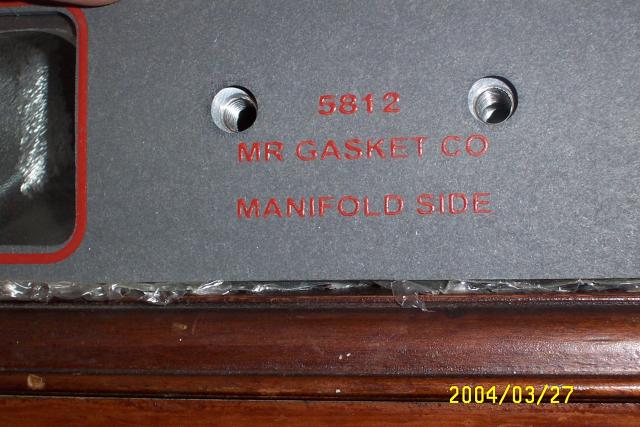 5812
MR GASKET CO
MANIFOLD SIDE
2004/03/27